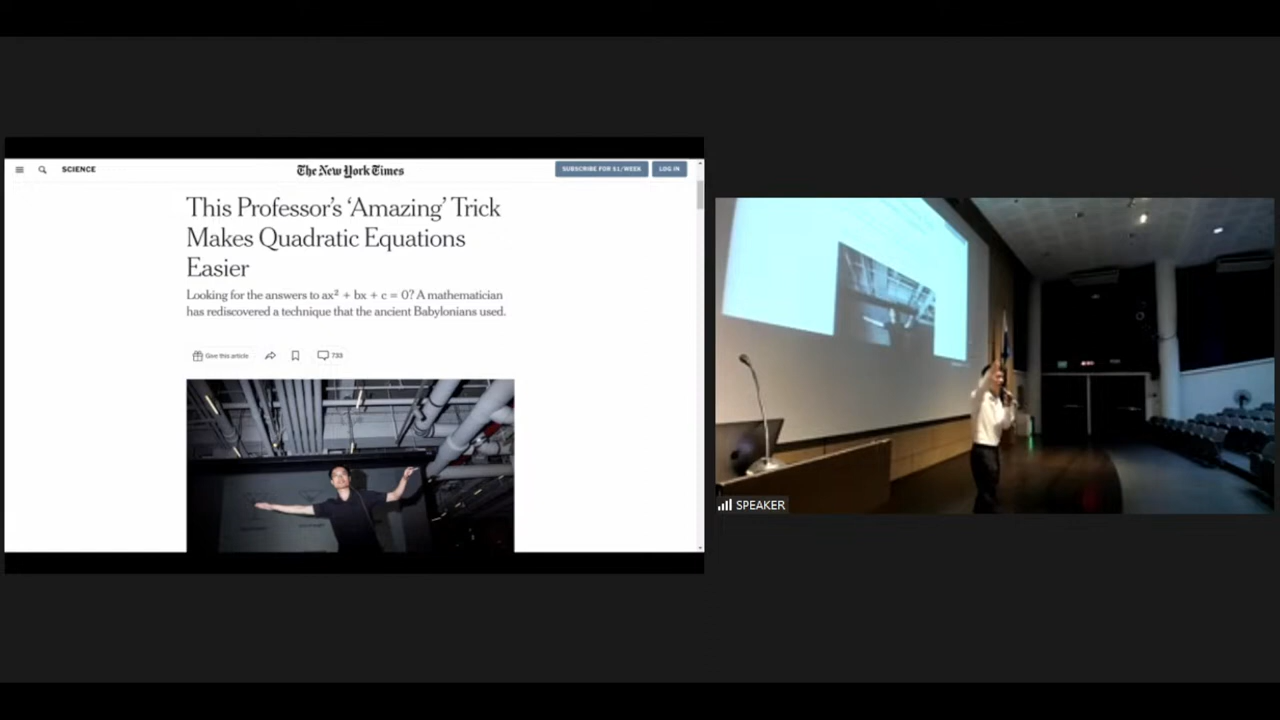 SCIENCE
The New York Times
SUBSCRIBE FOR $1/WEEK
LOG IN
This Professor's ‘Amazing’ Trick
Makes Quadratic Equations
Easier
Looking for the answers to ax² + bx + c = 0? A mathematician
has rediscovered a technique that the ancient Babylonians used.
Give this article
733
SPEAKER